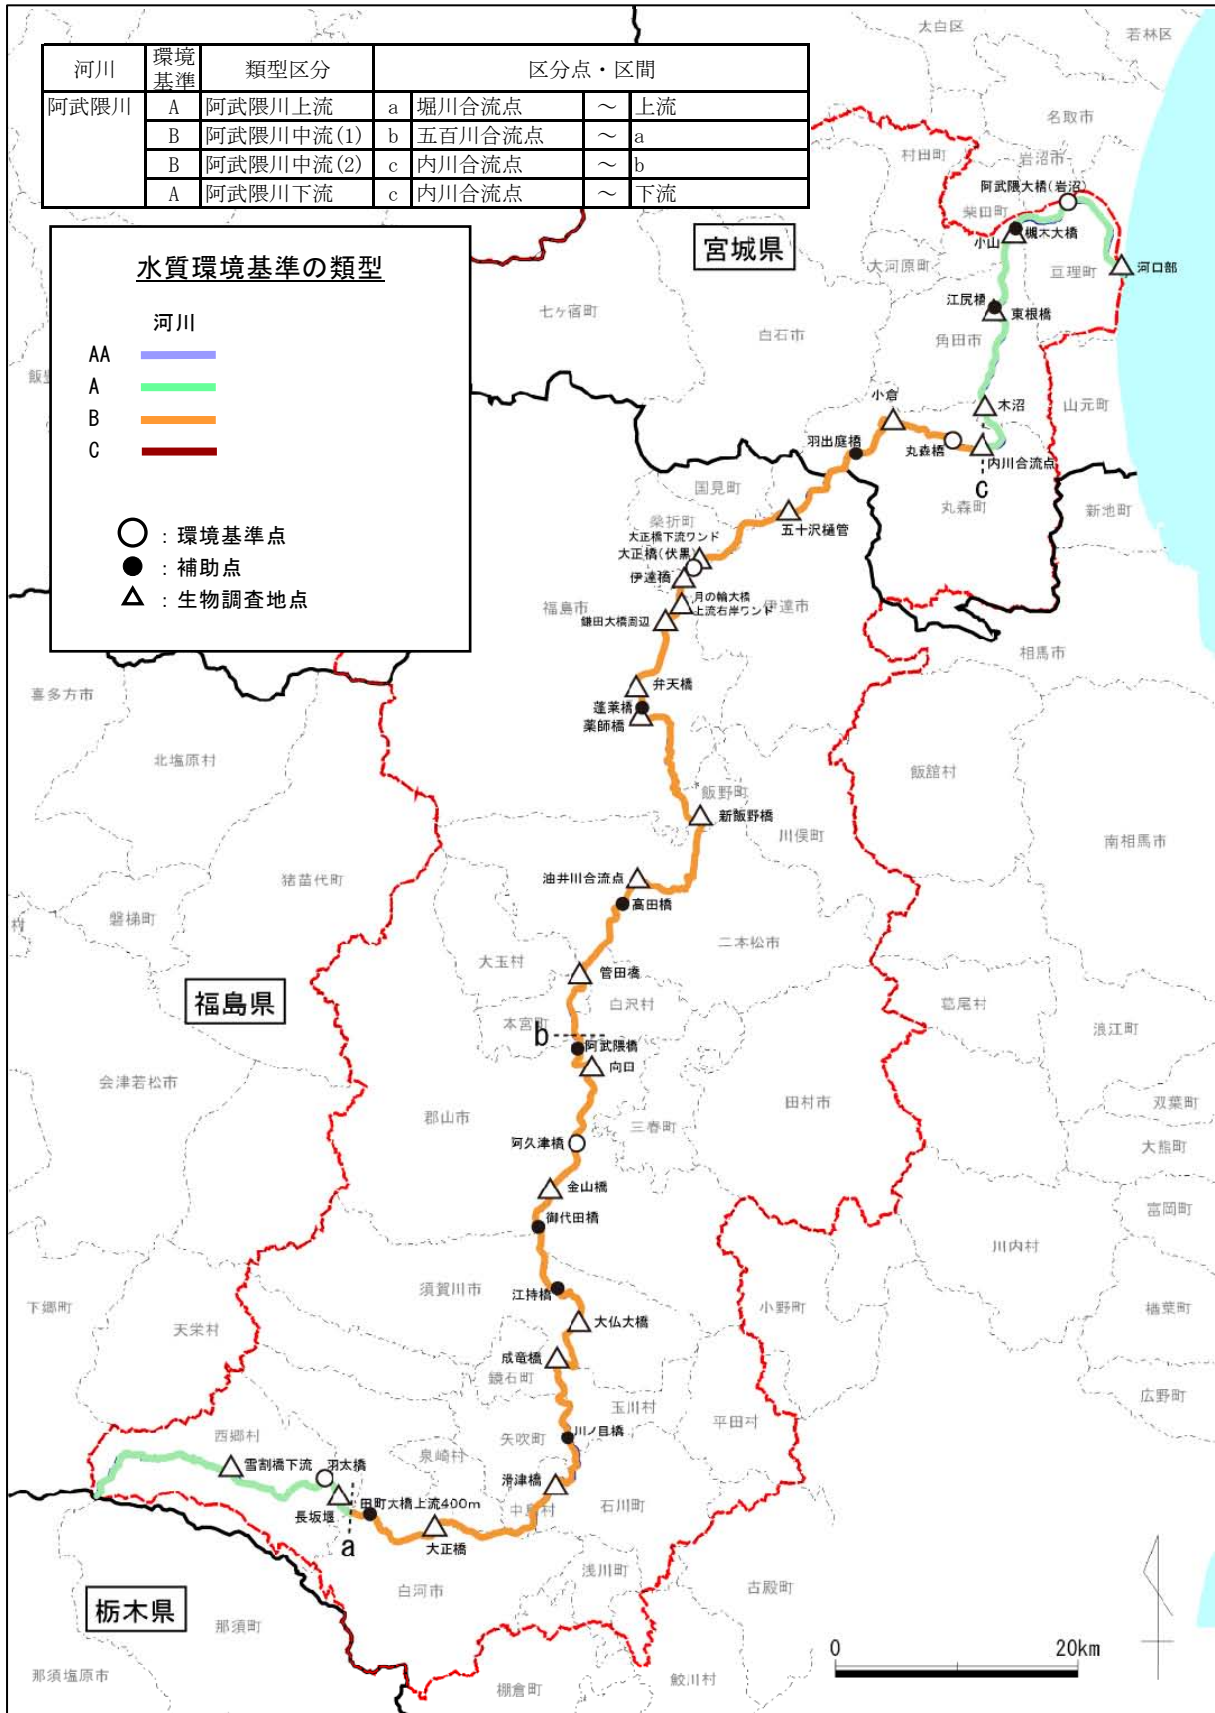 河川 環境基準 類型区分 区分点・区間
阿武隈川 A 阿武隈川上流 a 堀川合流点 ～ 上流
B 阿武隈川中流(1) b 五百川合流点 ～ a
B 阿武隈川中流(2) c 内川合流点 ～ b
A 阿武隈川下流 c 内川合流点 ～ 下流
水質環境基準の類型
河川
AA
A
B
C
：環境基準点
：補助点
：生物調査地点
太白区
若林区
名取市
村田町
岩沼市
阿武隈大橋(岩沼)
柴田町
小山
槻木大橋
宮城県
大河原町
亘理町
河口部
七ヶ宿町
白石市
江尻橋
東根橋
角田市
小倉
木沼
山元町
羽出庭橋
丸森橋
内川合流点
c
国見町
丸森町
新地町
桑折町
五十沢樋管
大正橋下流ワンド
大正橋(伏黒)
伊達橋
月の輪大橋
上流右岸ワンド
伊達市
福島市
鎌田大橋周辺
相馬市
喜多方市
弁天橋
蓬莱橋
薬師橋
北塩原村
飯舘村
飯野町
新飯野橋
川俣町
南相馬市
猪苗代町
油井川合流点
高田橋
磐梯町
村
二本松市
大玉村
管田橋
福島県
白沢村
葛尾村
本宮町
浪江町
b
阿武隈橋
向田
会津若松市
田村市
双葉町
郡山市
三春町
阿久津橋
大熊町
金山橋
富岡町
御代田橋
川内村
須賀川市
江持橋
下郷町
小野町
楢葉町
天栄村
大仏大橋
成竜橋
鏡石町
広野町
玉川村
平田村
西郷村
矢吹町
川ノ目橋
泉崎村
雪割橋下流
羽太橋
滑津橋
長坂堰
田町大橋上流400m
中島村
石川町
大正橋
a
浅川町
白河市
古殿町
栃木県
那須町
0 20km
那須塩原市
鮫川村
棚倉町